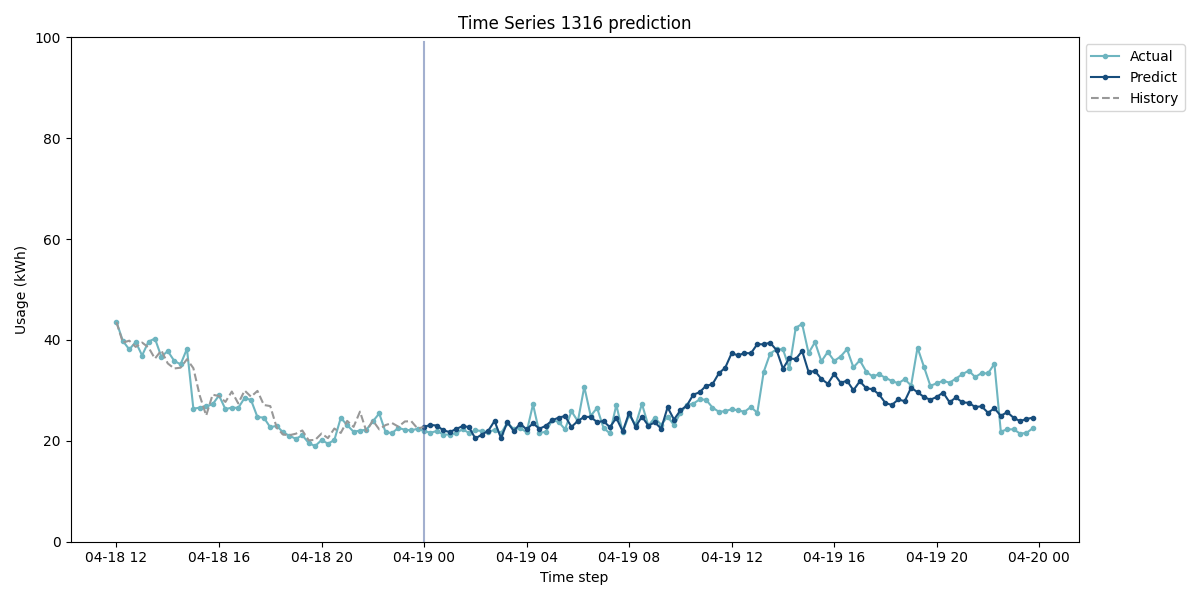 Time Series 1316 prediction
100
80
60
40
20
0
Usage (kWh)
04-18 12
04-18 16
04-18 20
04-19 00
04-19 04
04-19 08
04-19 12
04-19 16
04-19 20
04-20 00
Time step
Actual
Predict
History